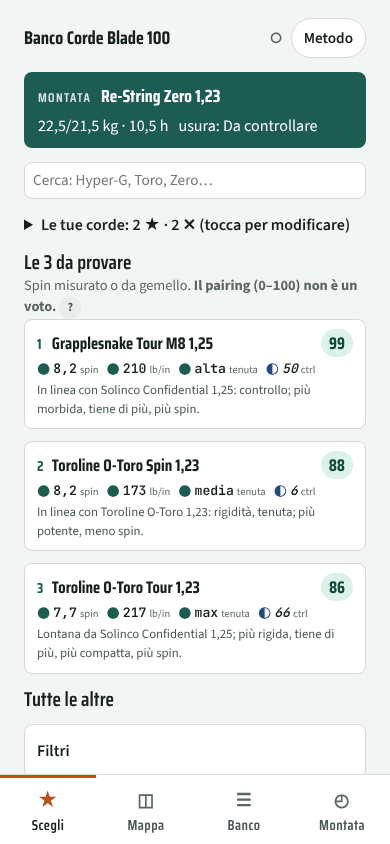 Banco Corde Blade 100
Metodo
MONTATA Re-String Zero 1,23
22,5/21,5 kg · 10,5 h usura: Da controllare
Cerca: Hyper-G, Toro, Zero…
▶ Le tue corde: 2 ★ · 2 ✕ (tocca per modificare)
Le 3 da provare
Spin misurato o da gemello. Il pairing (0–100) non è un
voto. ?
1 Grapplesnake Tour M8 1,25 99
8,2 spin 210 lb/in alta tenuta 50 ctrl
In linea con Solinco Confidential 1,25: controllo; più
morbida, tiene di più, più spin.
2 Toroline O-Toro Spin 1,23 88
8,2 spin 173 lb/in media tenuta 6 ctrl
In linea con Toroline O-Toro 1,23: rigidità, tenuta; più
potente, meno spin.
3 Toroline O-Toro Tour 1,23 86
7,7 spin 217 lb/in max tenuta 66 ctrl
Lontana da Solinco Confidential 1,25; più rigida, tiene di
più, più compatta, più spin.
Tutte le altre
Filtri
Scegli Mappa Banco Montata